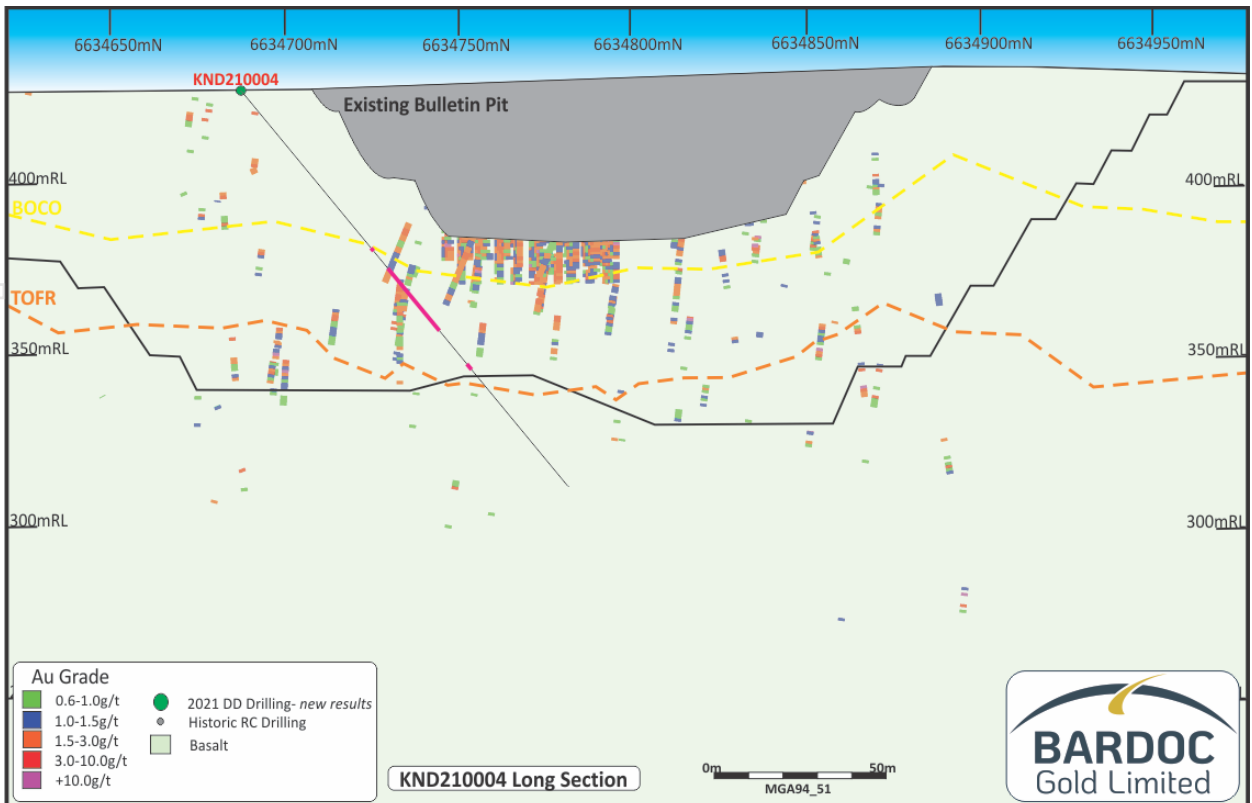 6634650mN 6634700mN 6634750mN 6634800mN 6634850mN 6634900mN 6634950mN
KND210004
Existing Bulletin Pit
400mRL 400mRL
BOCO
TOFR
350mRL 350mRL
300mRL 300mRL
Au Grade
0.6-1.0g/t
1.0-1.5g/t
1.5-3.0g/t
3.0-10.0g/t
+10.0g/t
2021 DD Drilling- new results
Historic RC Drilling
Basalt
KND210004 Long Section
0m 50m
MGA94_51
BARDOC
Gold Limited